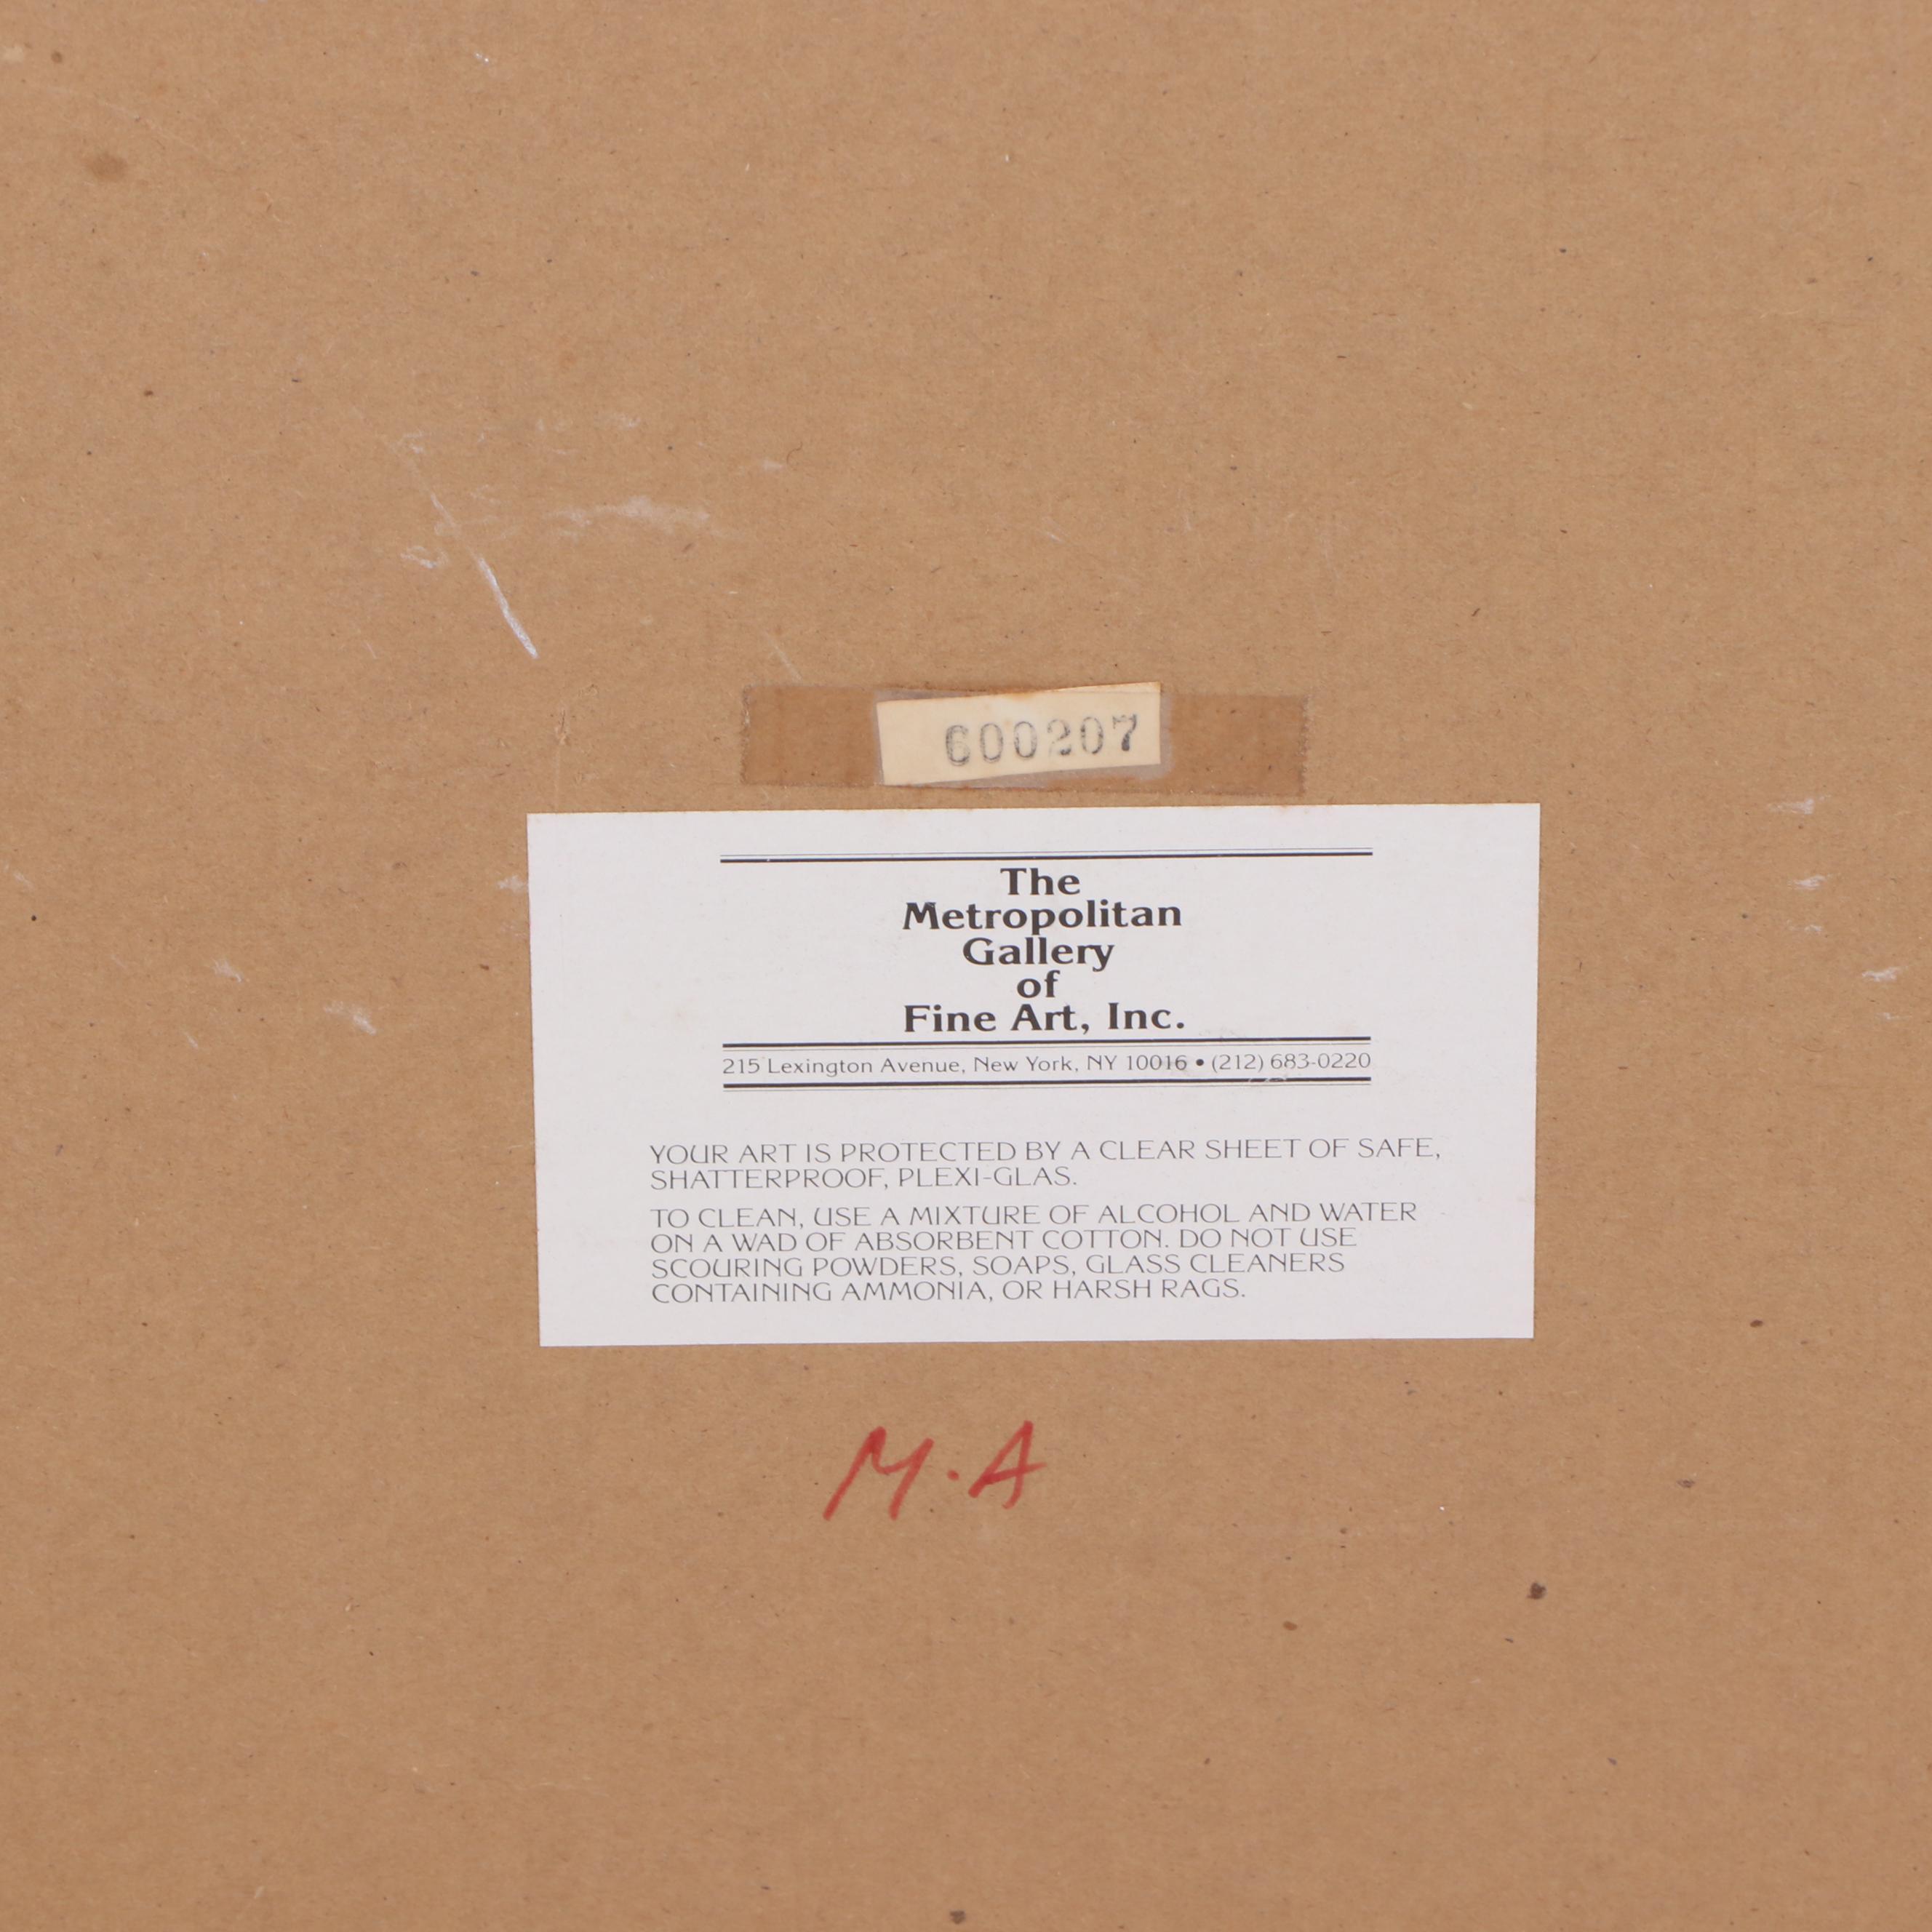 600207
The
Metropolitan
Gallery
of
Fine Art, Inc.
215 Lexington Avenue, New York, NY 10016 • (212) 683-0220
YOUR ART IS PROTECTED BY A CLEAR SHEET OF SAFE,
SHATTERPROOF, PLEXI-GLAS.
TO CLEAN, USE A MIXTURE OF ALCOHOL AND WATER
ON A WAD OF ABSORBENT COTTON. DO NOT USE
SCOURING POWDERS, SOAPS, GLASS CLEANERS
CONTAINING AMMONIA, OR HARSH RAGS.
M.A